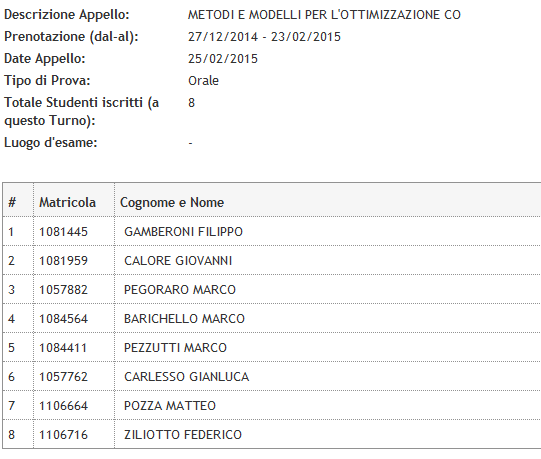 Descrizione Appello: METODI E MODELLI PER L'OTTIMIZZAZIONE CO
Prenotazione (dal-al): 27/12/2014 - 23/02/2015
Date Appello: 25/02/2015
Tipo di Prova: Orale
Totale Studenti iscritti (a 8
questo Turno):
Luogo d'esame: -
# Matricola Cognome e Nome
1 1081445 GAMBERONI FILIPPO
2 1081959 CALORE GIOVANNI
3 1057882 PEGORARO MARCO
4 1084564 BARICHELLO MARCO
5 1084411 PEZZUTTI MARCO
6 1057762 CARLESSO GIANLUCA
7 1106664 POZZA MATTEO
8 1106716 ZILIOTTO FEDERICO